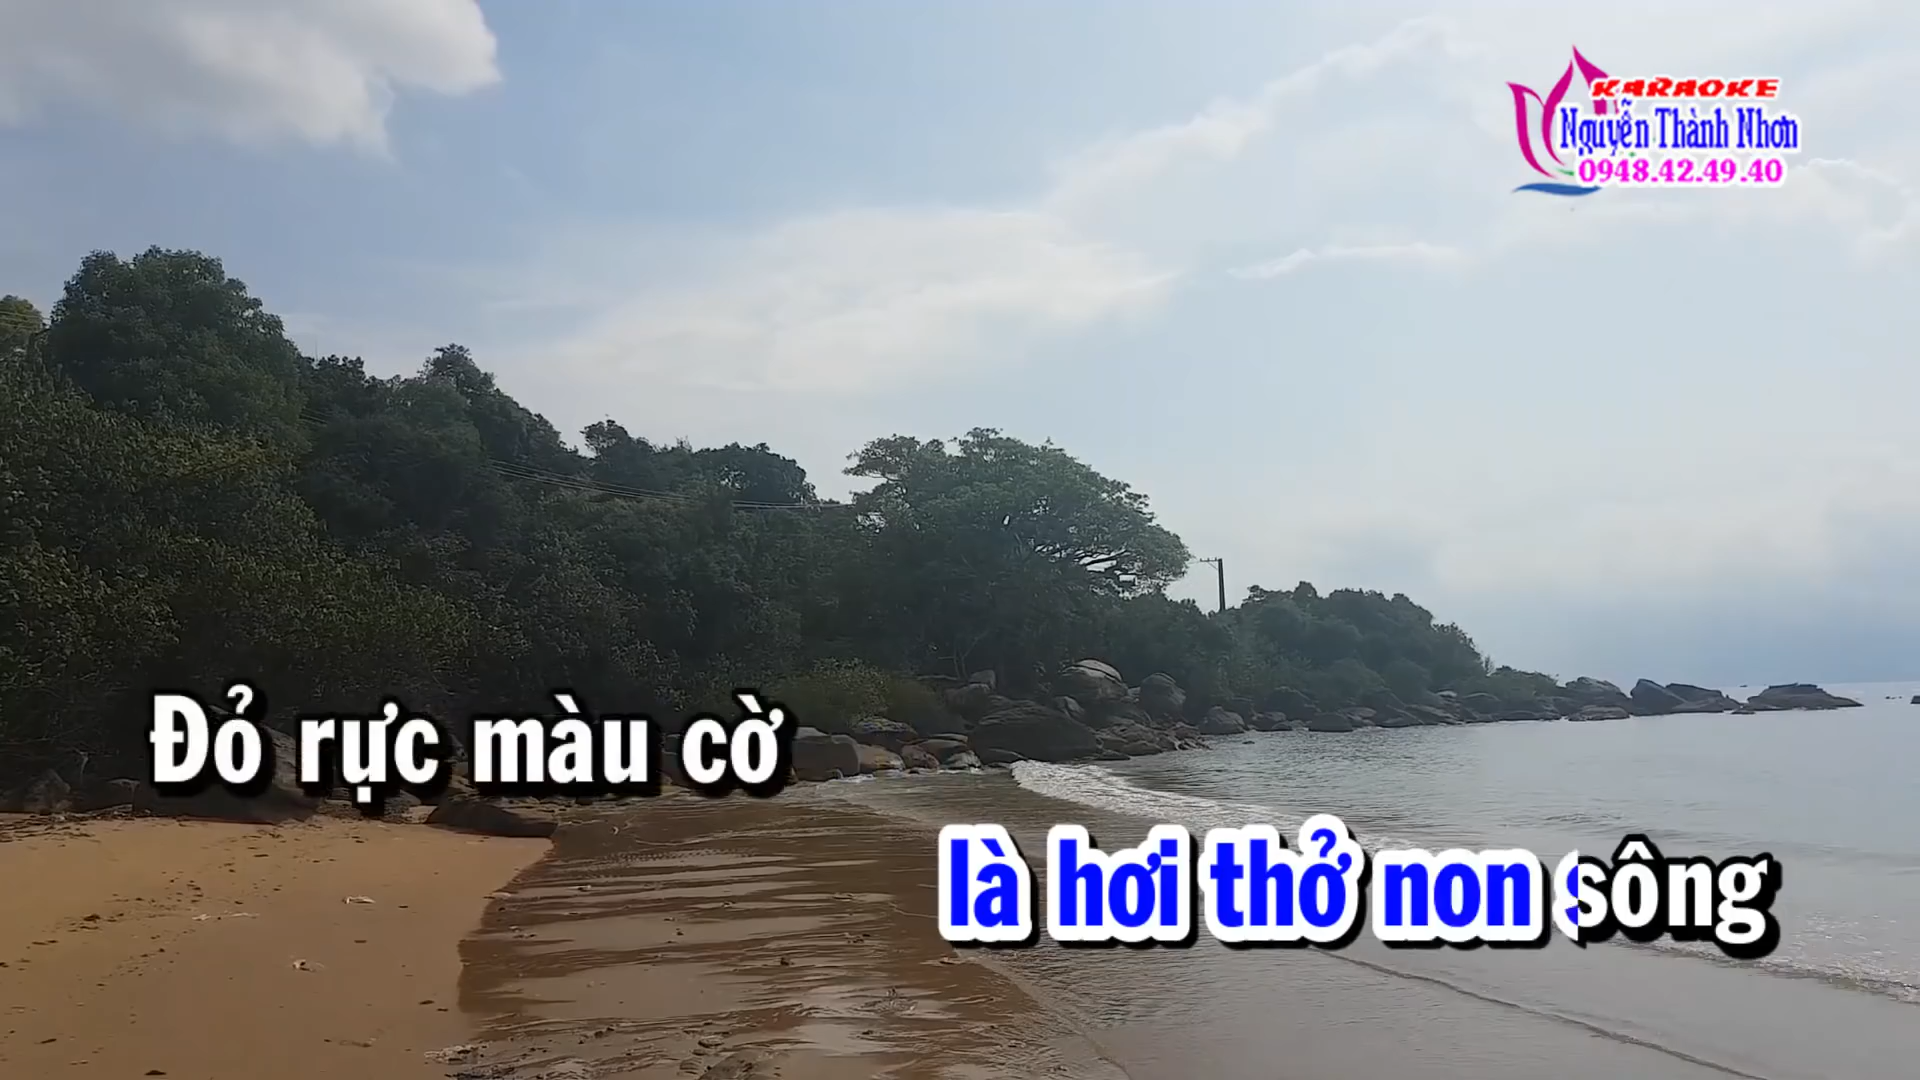 KARAOKE
Nguyễn Thành Nhơn
0948.42.49.40
Đỏ rực màu cờ
là hơi thở non sông